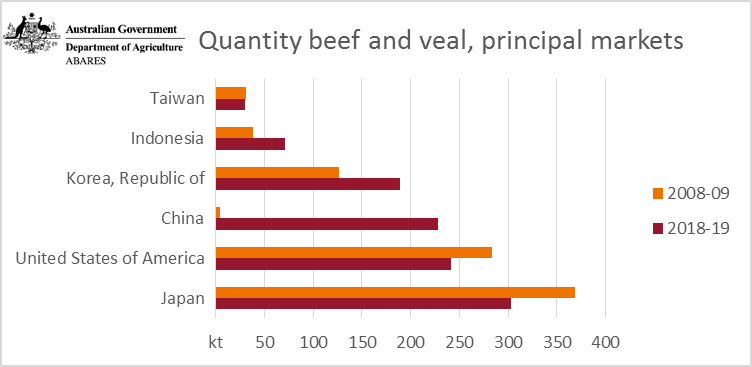 Australian Government
Department of Agriculture
ABARES
Quantity beef and veal, principal markets
Taiwan
Indonesia
Korea, Republic of
China
United States of America
Japan
kt 50 100 150 200 250 300 350 400
2008-09
2018-19